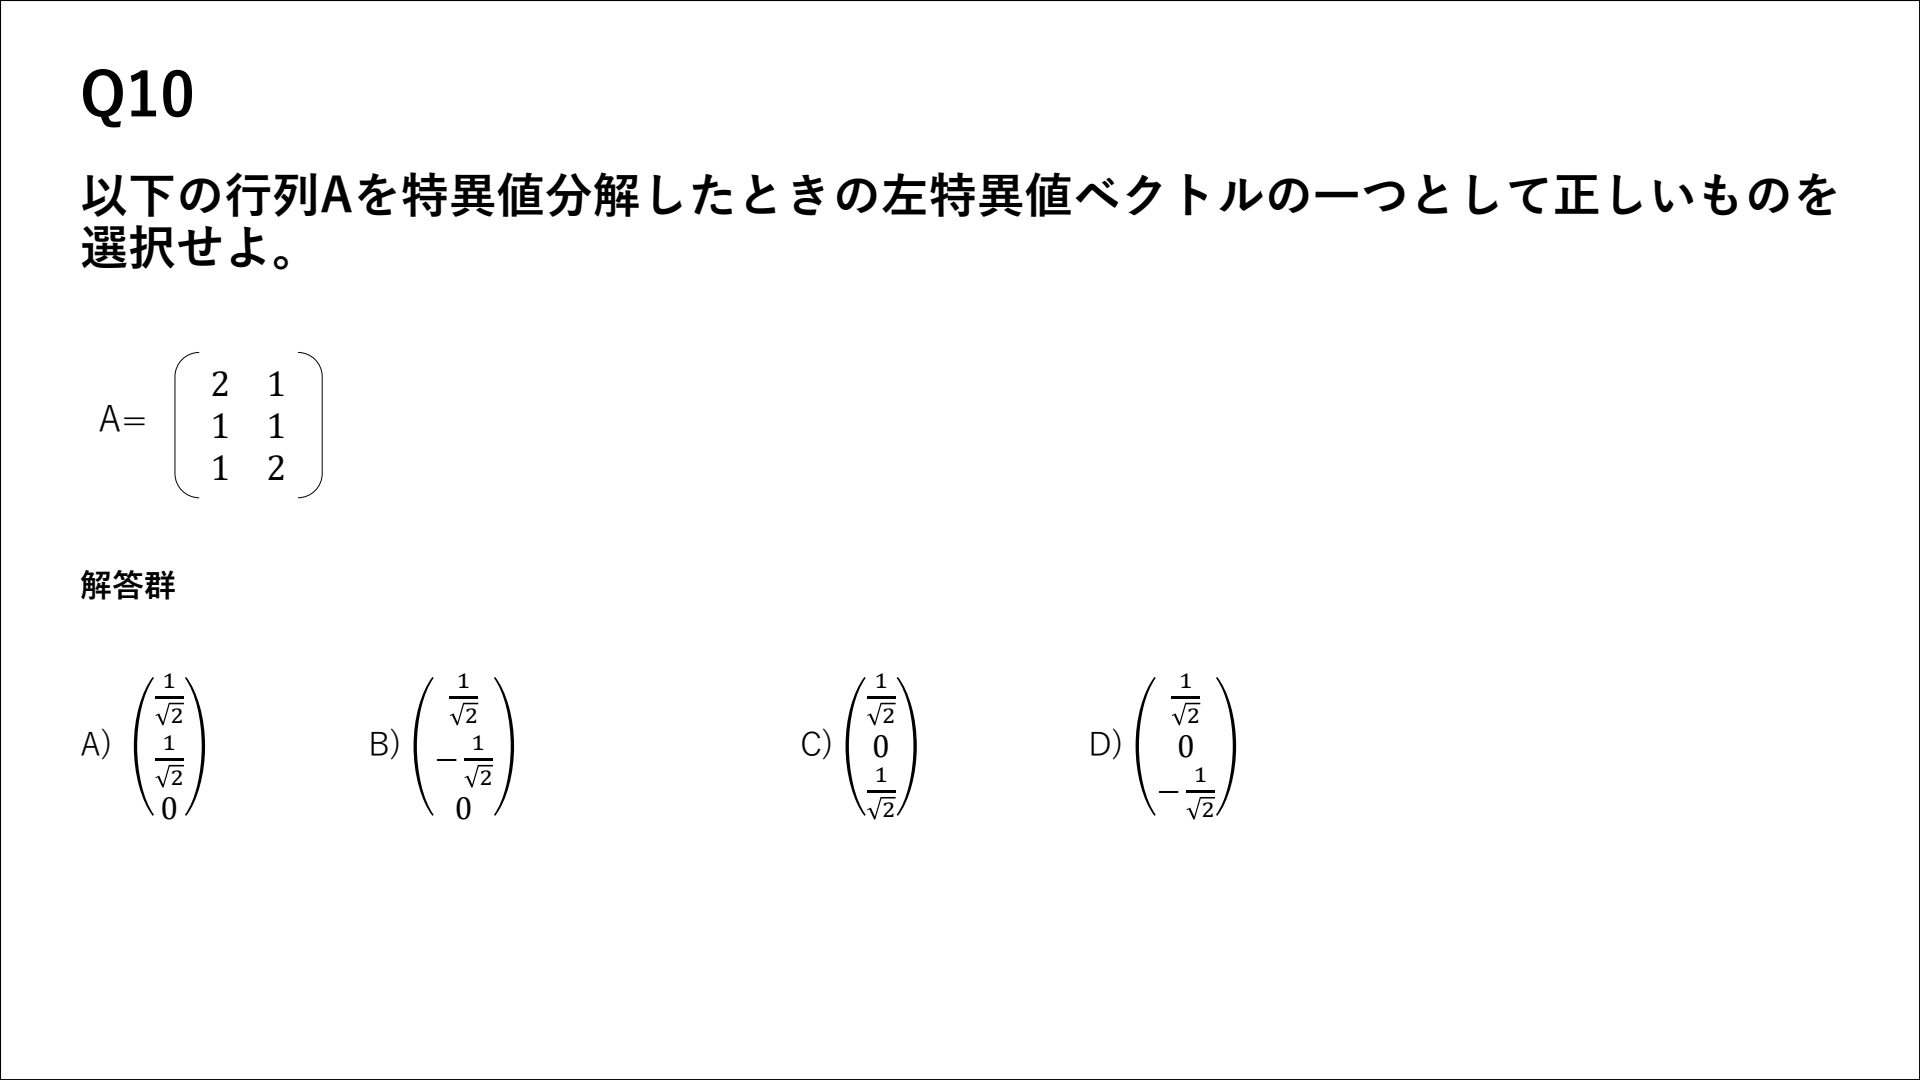 Q10
以下の行列Aを特異値分解したときの左特異値ベクトルの一つとして正しいものを
選択せよ。
A=
2 1
1 1
1 2
解答群
A) (1/√2, 1/√2, 0)
B) (1/√2, −1/√2, 0)
C) (1/√2, 0, 1/√2)
D) (1/√2, 0, −1/√2)